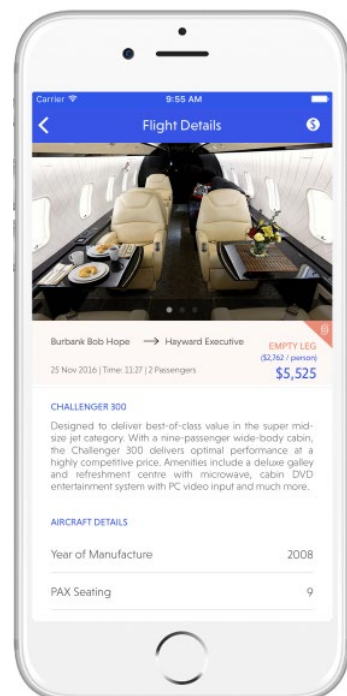 Carrier 9:55 AM
Flight Details
Burbank Bob Hope → Hayward Executive
EMPTY LEG
($2,762 / person)
25 Nov 2016 | Time: 11:27 | 2 Passengers
$5,525
CHALLENGER 300
Designed to deliver best-of-class value in the super mid-
size jet category. With a nine-passenger wide-body cabin,
the Challenger 300 delivers optimal performance at a
highly competitive price. Amenities include a deluxe galley
and refreshment centre with microwave, cabin DVD
entertainment system with PC video input and much more.
AIRCRAFT DETAILS
Year of Manufacture 2008
PAX Seating 9